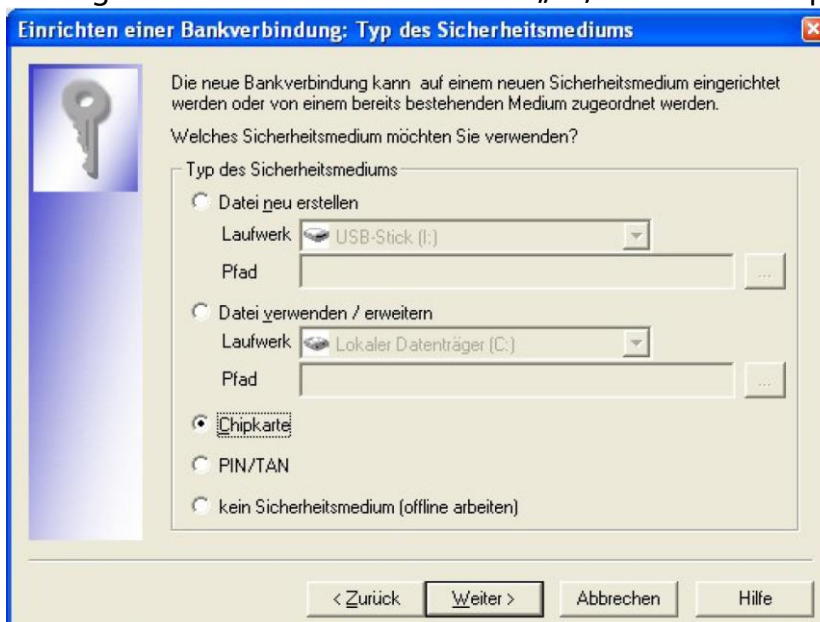 Einrichten einer Bankverbindung: Typ des Sicherheitsmediums
Die neue Bankverbindung kann auf einem neuen Sicherheitsmedium eingerichtet
werden oder von einem bereits bestehenden Medium zugeordnet werden.
Welches Sicherheitsmedium möchten Sie verwenden?
Typ des Sicherheitsmediums
Datei neu erstellen
Laufwerk USB-Stick (I:)
Pfad ...
Datei verwenden / erweitern
Laufwerk Lokaler Datenträger (C:)
Pfad ...
Chipkarte
PIN/TAN
kein Sicherheitsmedium (offline arbeiten)
< Zurück Weiter > Abbrechen Hilfe